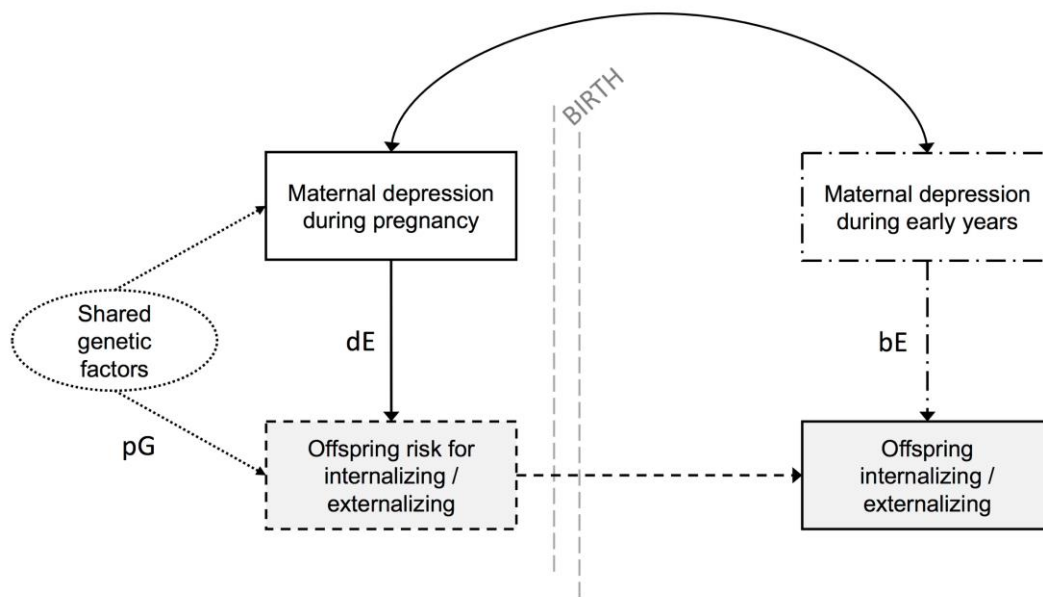 BIRTH
Maternal depression
during pregnancy
Maternal depression
during early years
Shared
genetic
factors
dE
bE
pG
Offspring risk for
internalizing /
externalizing
Offspring
internalizing /
externalizing